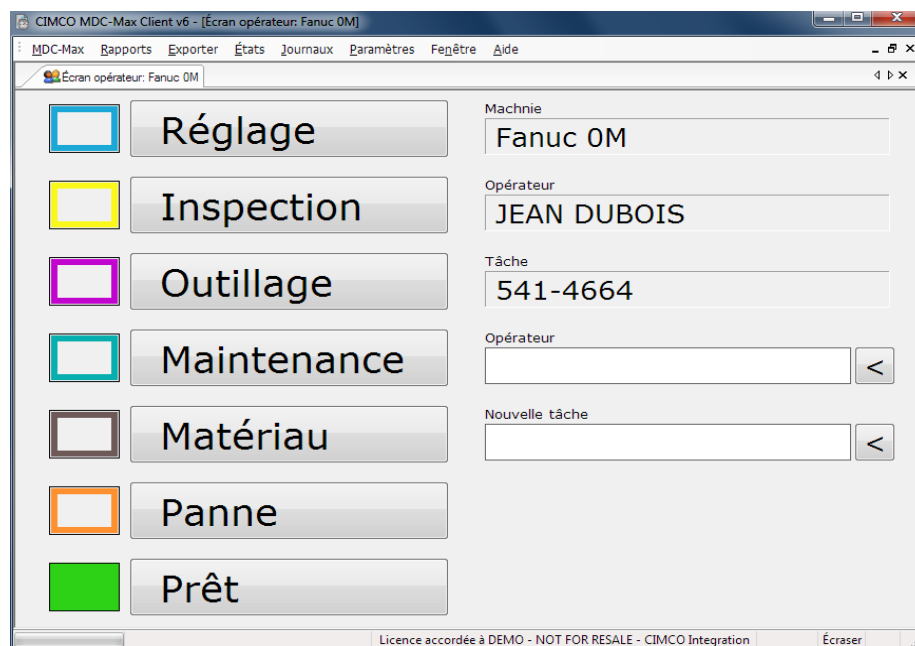 CIMCO MDC-Max Client v6 - [Écran opérateur: Fanuc 0M]
MDC-Max Rapports Exporter États Journaux Paramètres Fenêtre Aide
Écran opérateur: Fanuc 0M
Réglage
Inspection
Outillage
Maintenance
Matériau
Panne
Prêt
Machnie
Fanuc 0M
Opérateur
JEAN DUBOIS
Tâche
541-4664
Opérateur
<
Nouvelle tâche
<
Licence accordée à DEMO - NOT FOR RESALE - CIMCO Integration Écraser